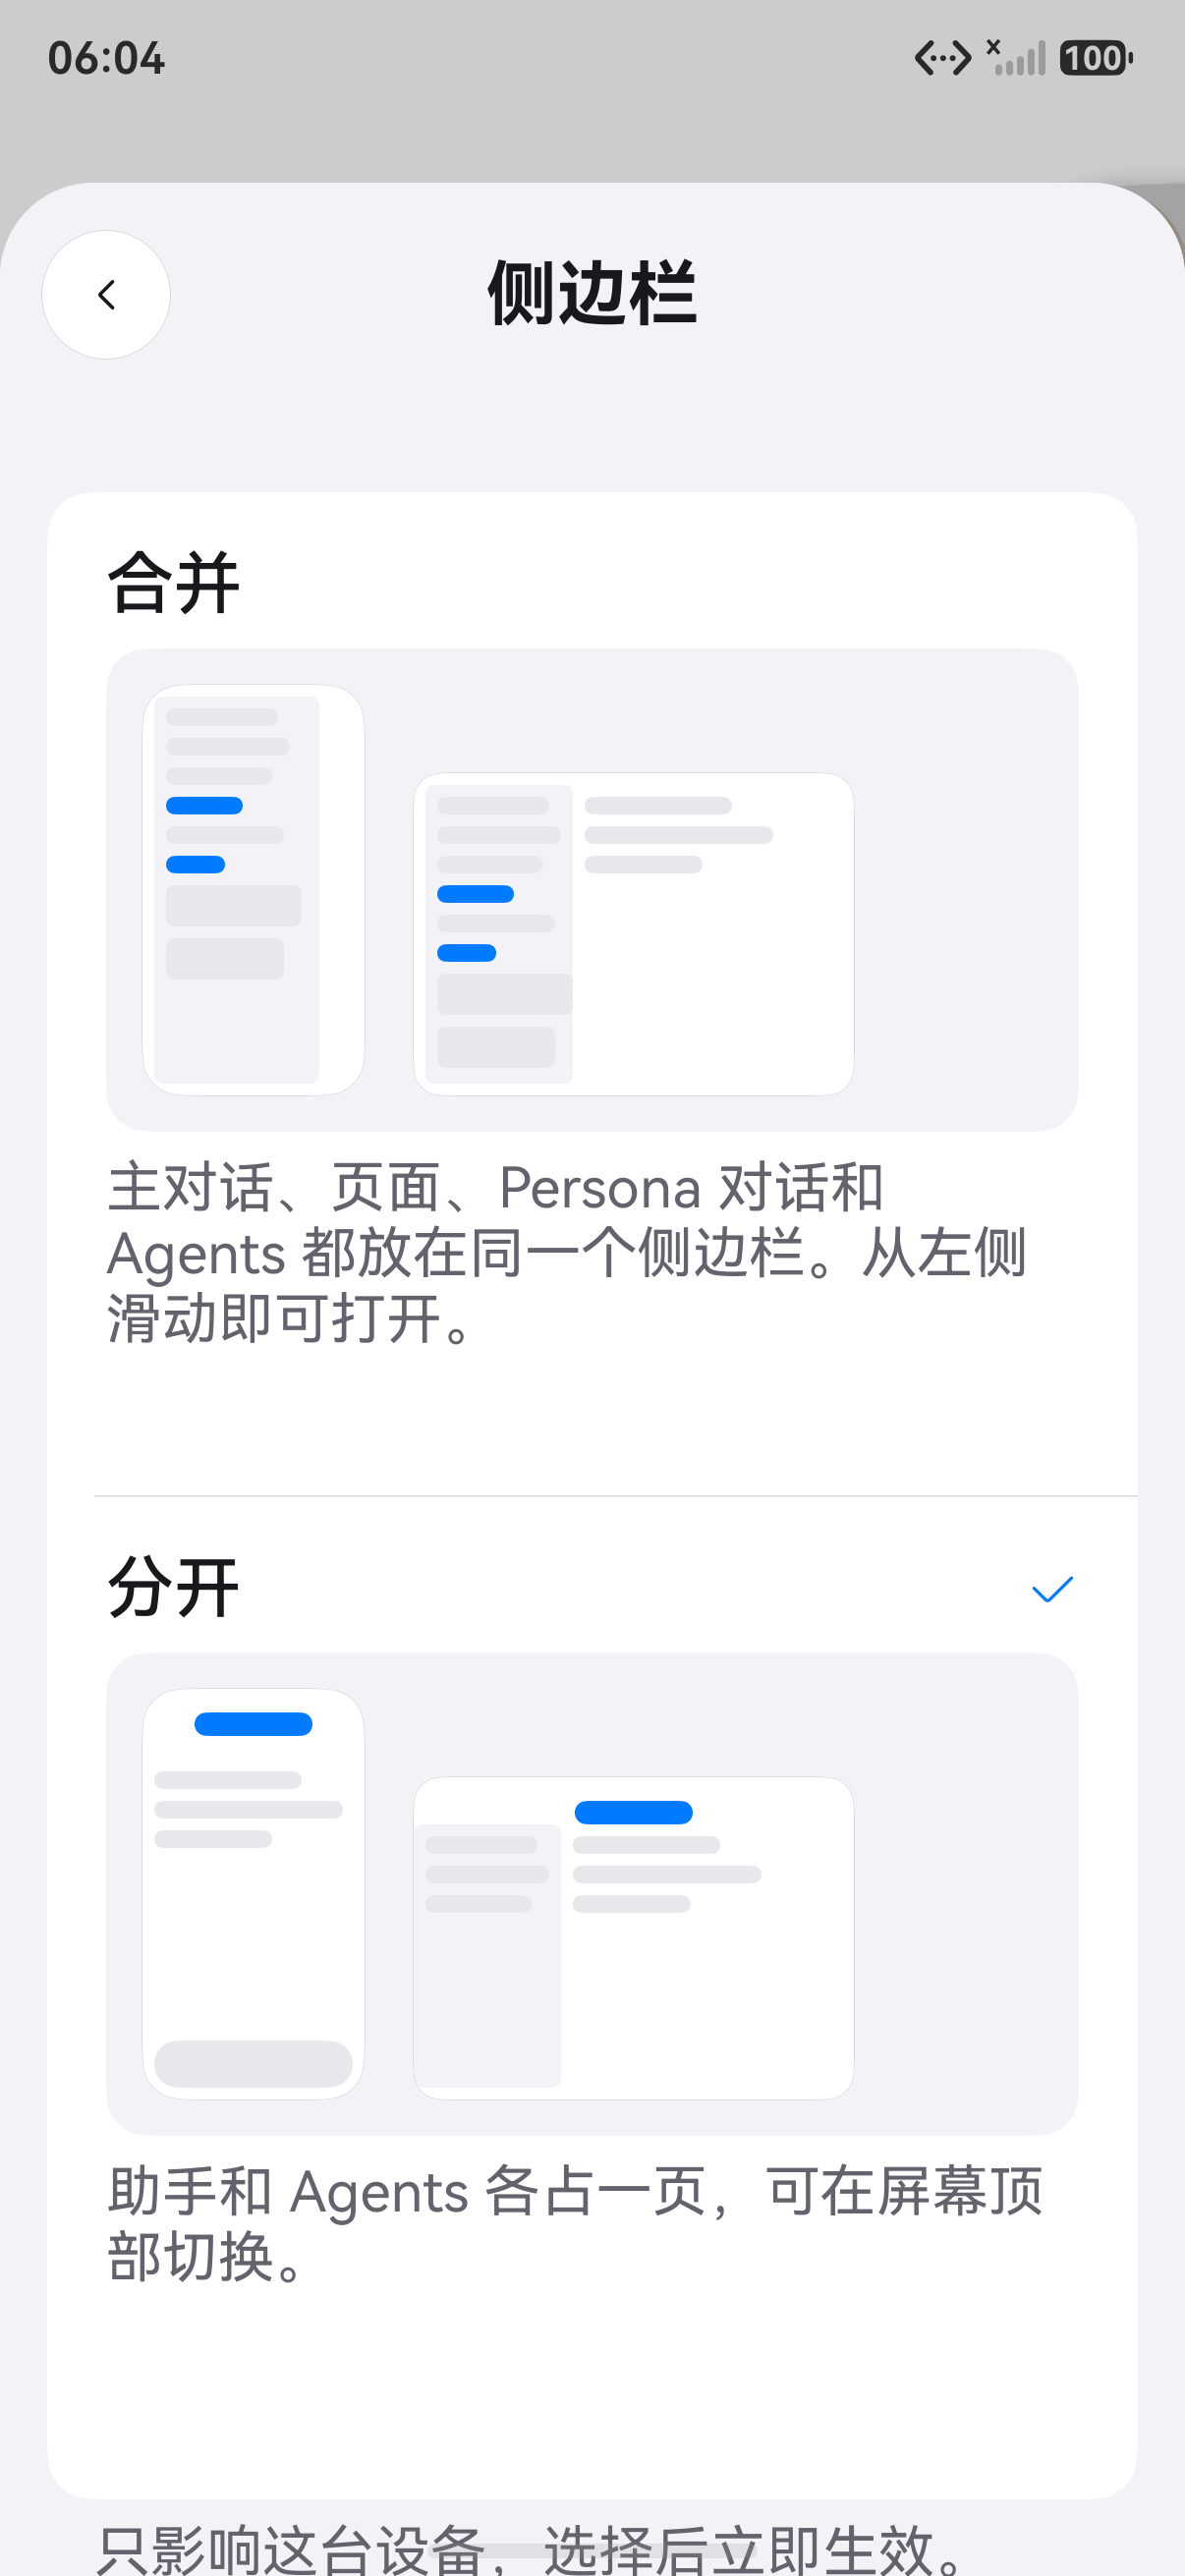 06:04
100
侧边栏
合并
主对话、页面、Persona 对话和
Agents 都放在同一个侧边栏。从左侧
滑动即可打开。
分开
助手和 Agents 各占一页，可在屏幕顶
部切换。
只影响这台设备，选择后立即生效。